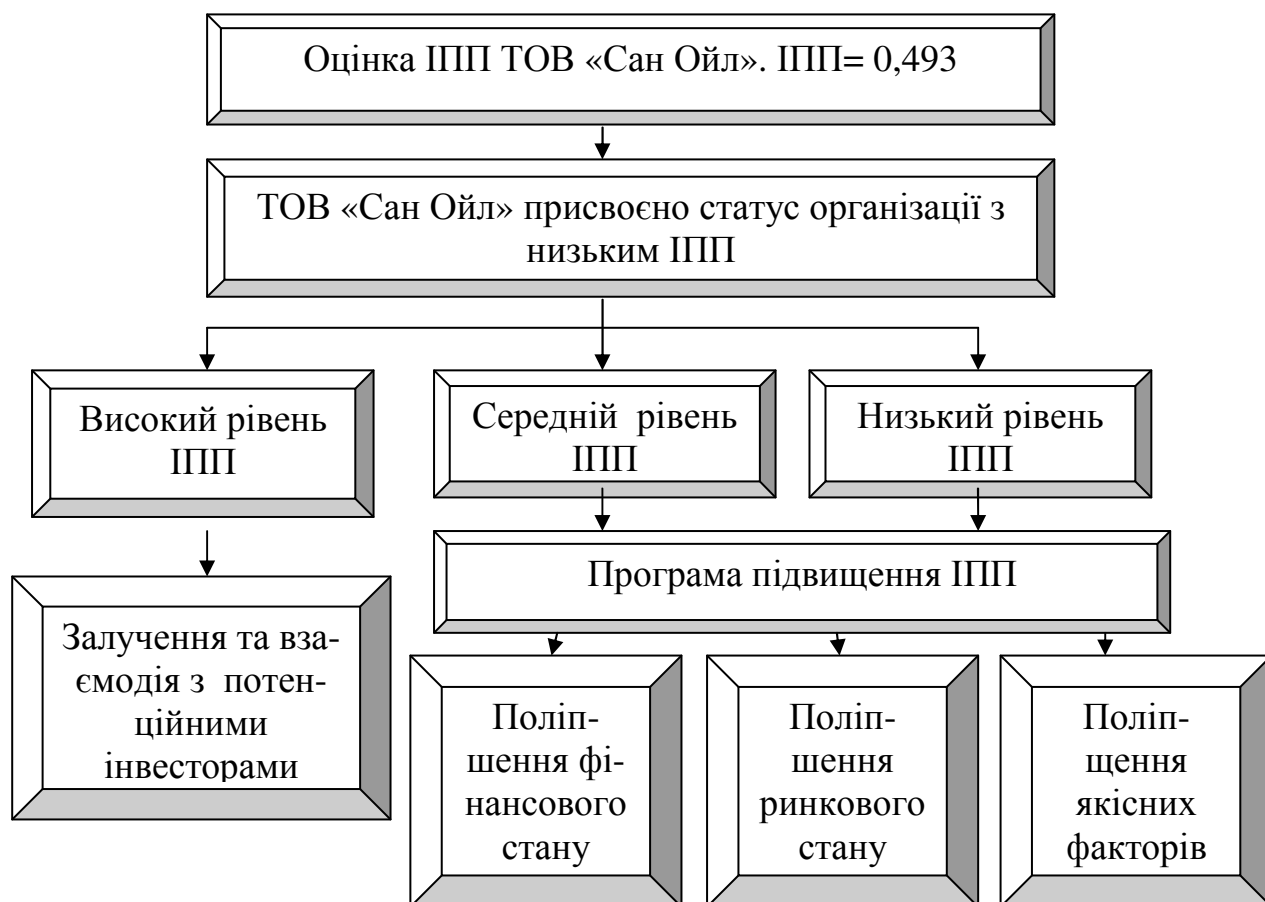 Оцінка ІПП ТОВ «Сан Ойл». ІПП= 0,493
ТОВ «Сан Ойл» присвоєно статус організації з
низьким ІПП
Високий рівень
ІПП
Середній рівень
ІПП
Низький рівень
ІПП
Програма підвищення ІПП
Залучення та вза-
ємодія з потен-
ційними
інвесторами
Поліп-
шення фі-
нансового
стану
Поліп-
шення
ринкового
стану
Поліп-
щення
якісних
факторів